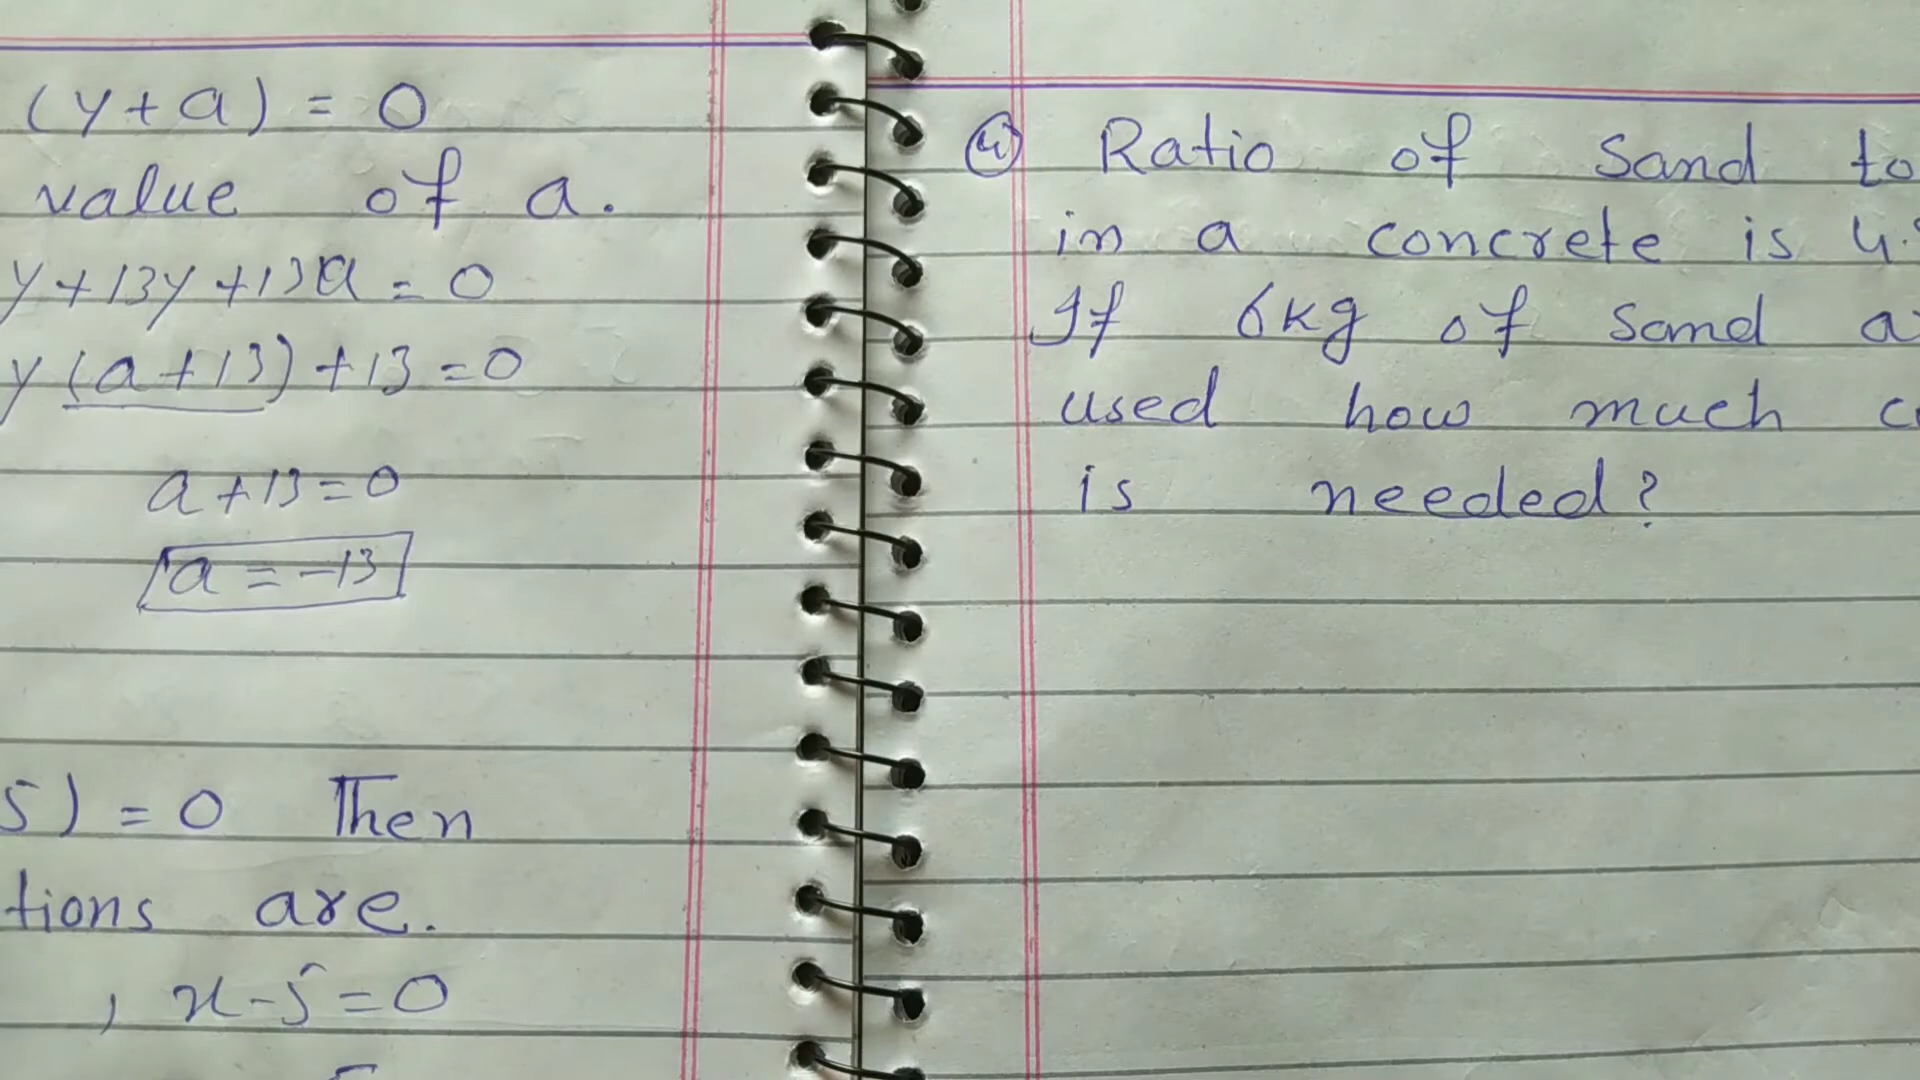 (y+a) = 0
value of a.
y+13y+13a = 0
y (a+13) +13 =0
a+13=0
a = -13
5) = 0 Then
tions are.
, x-5=0
④ Ratio of Sand to
in a concrete is 4:
If 6kg of Sand a
used how much c
is needed?